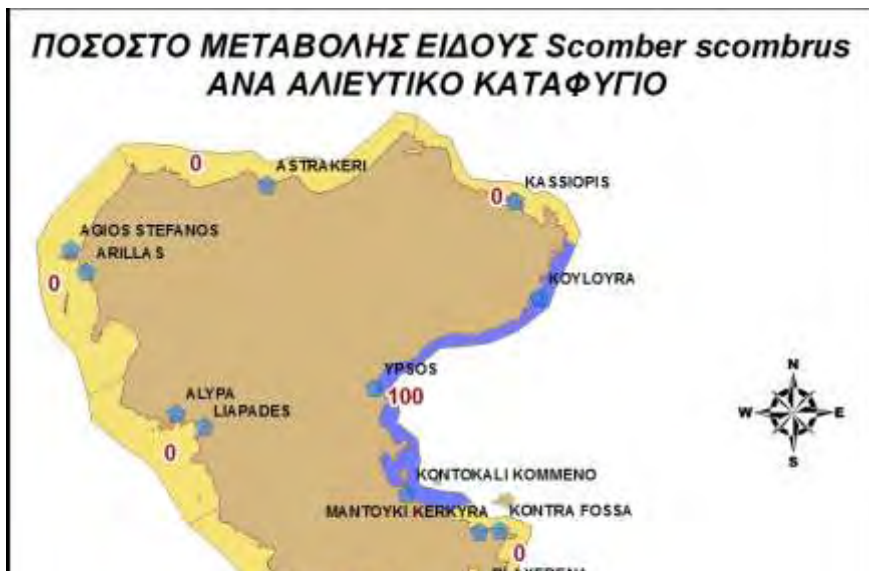 ΠΟΣΟΣΤΟ ΜΕΤΑΒΟΛΗΣ ΕΙΔΟΥΣ Scomber scombrus
ΑΝΑ ΑΛΙΕΥΤΙΚΟ ΚΑΤΑΦΥΓΙΟ
0
ASTRAKERI
KASSIOPIS
0
AGIOS STEFANOS
ARILLAS
0
KOYLOYRA
N
YPSOS
100
ALYPA
LIAPADES
W
E
0
S
KONTOKALI KOMMENO
MANTOYKI KERKYRA
KONTRA FOSSA
0